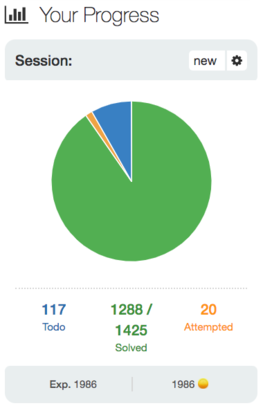 Your Progress
Session: new
117 1288 / 20
1425
Todo Attempted
Solved
Exp. 1986 1986